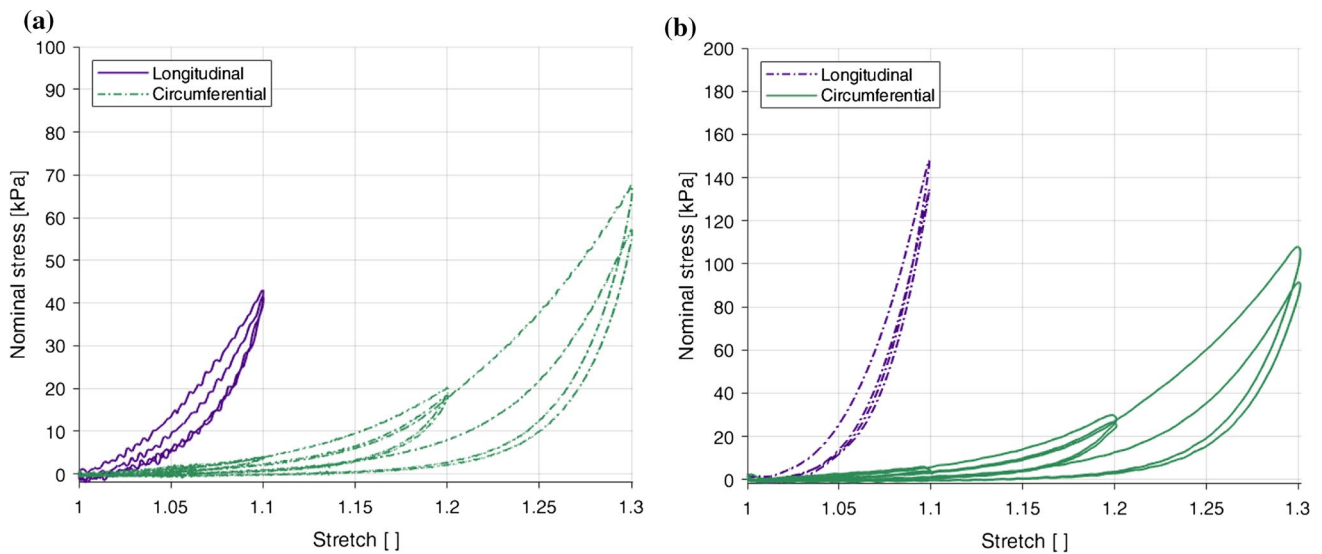 (a)
100
90
80
70
60
50
40
30
20
10
0
Nominal stress [kPa]
Longitudinal
Circumferential
1 1.05 1.1 1.15 1.2 1.25 1.3
Stretch [ ]
(b)
200
180
160
140
120
100
80
60
40
20
0
Nominal stress [kPa]
Longitudinal
Circumferential
1 1.05 1.1 1.15 1.2 1.25 1.3
Stretch [ ]